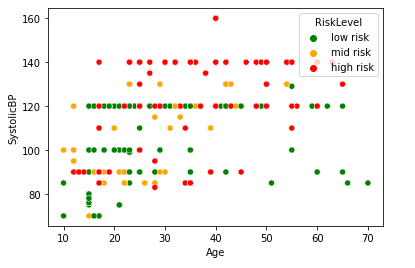 160
140
120
100
80
SystolicBP
RiskLevel
low risk
mid risk
high risk
10 20 30 40 50 60 70
Age